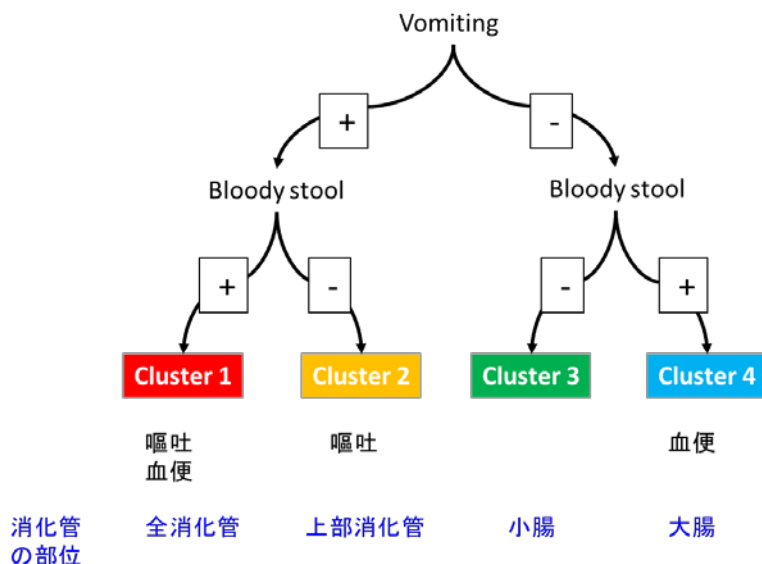 Vomiting
+
-
Bloody stool
Bloody stool
+
-
-
+
Cluster 1
Cluster 2
Cluster 3
Cluster 4
嘔吐
血便
嘔吐
血便
消化管
の部位
全消化管
上部消化管
小腸
大腸